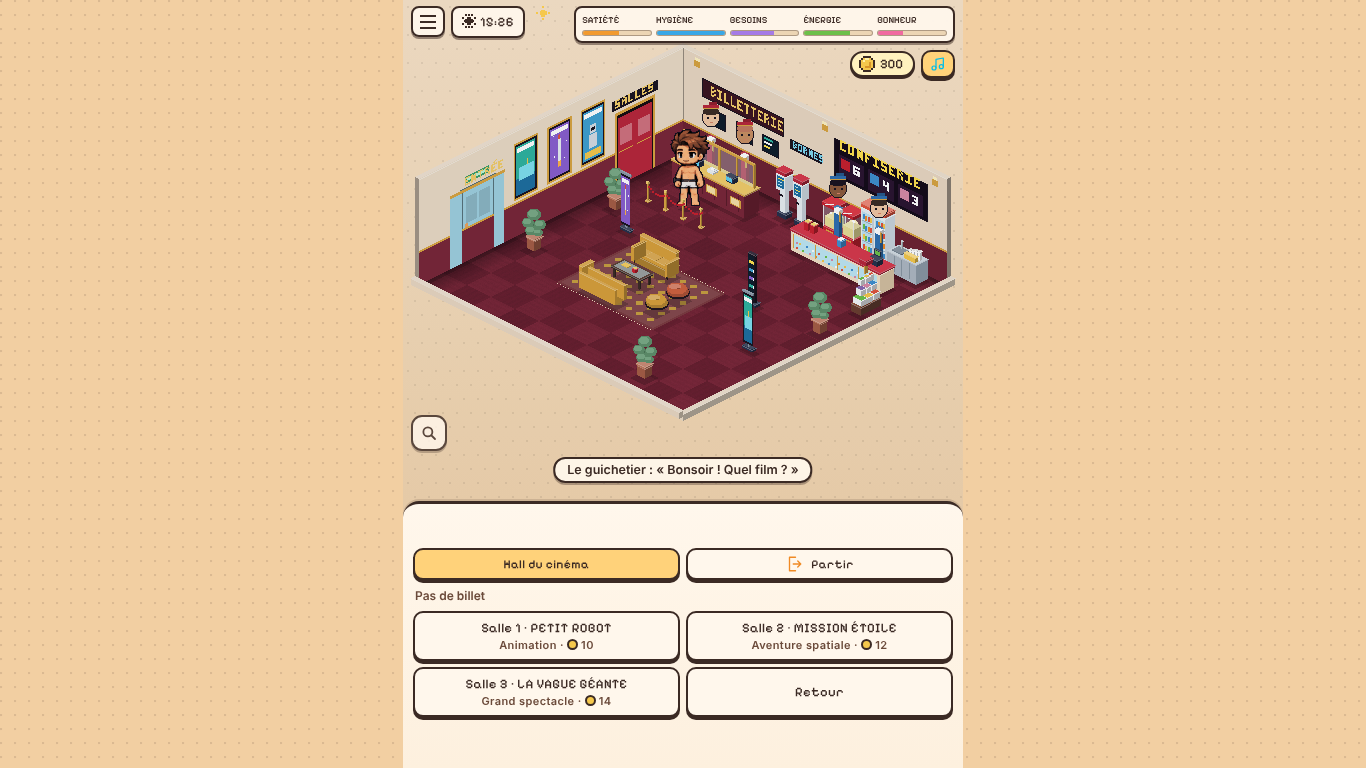 18:26
SATIÉTÉ
HYGIÈNE
BESOINS
ÉNERGIE
BONHEUR
300
SALLES
BILLETTERIE
BORNES
CONFISERIE
6
4
3
Le guichetier : « Bonsoir ! Quel film ? »
Hall du cinéma
Partir
Pas de billet
Salle 1 · PETIT ROBOT
Animation · 10
Salle 2 · MISSION ÉTOILE
Aventure spatiale · 12
Salle 3 · LA VAGUE GÉANTE
Grand spectacle · 14
Retour